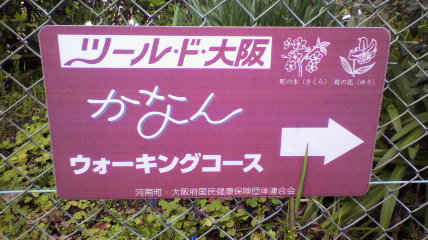 ツール・ド・大阪
町の木(さくら) 町の花(ゆり)
かなん
ウォーキングコース
河南町・大阪府国民健康保険団体連合会